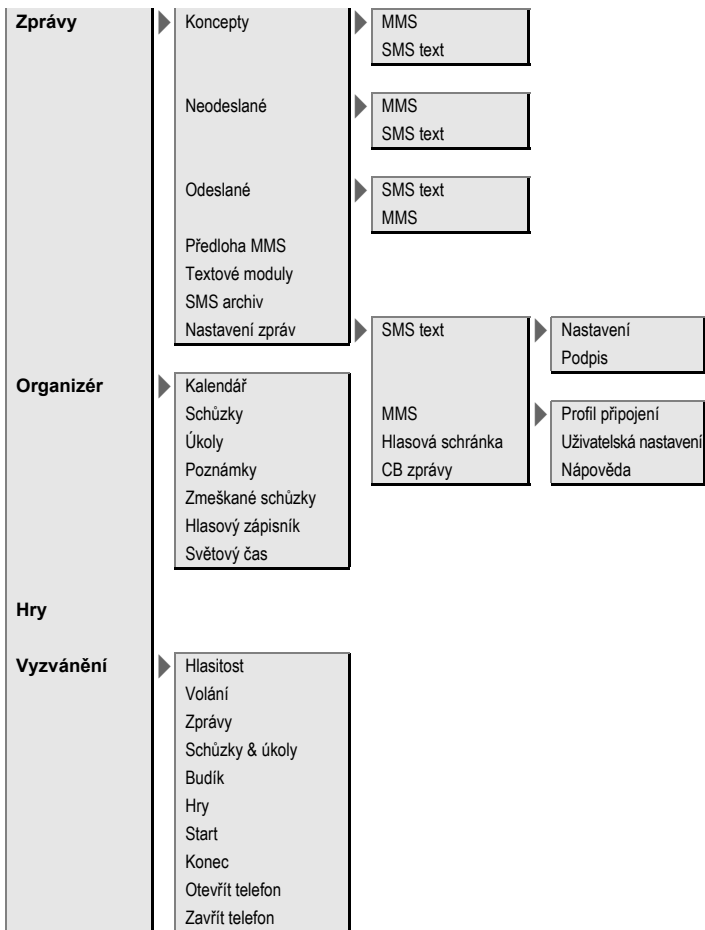 Zprávy
Koncepty
MMS
SMS text
Neodeslané
MMS
SMS text
Odeslané
SMS text
MMS
Předloha MMS
Textové moduly
SMS archiv
Nastavení zpráv
SMS text
Nastavení
Podpis
MMS
Profil připojení
Uživatelská nastavení
Nápověda
Hlasová schránka
CB zprávy
Organizér
Kalendář
Schůzky
Úkoly
Poznámky
Zmeškané schůzky
Hlasový zápisník
Světový čas
Hry
Vyzvánění
Hlasitost
Volání
Zprávy
Schůzky & úkoly
Budík
Hry
Start
Konec
Otevřít telefon
Zavřít telefon